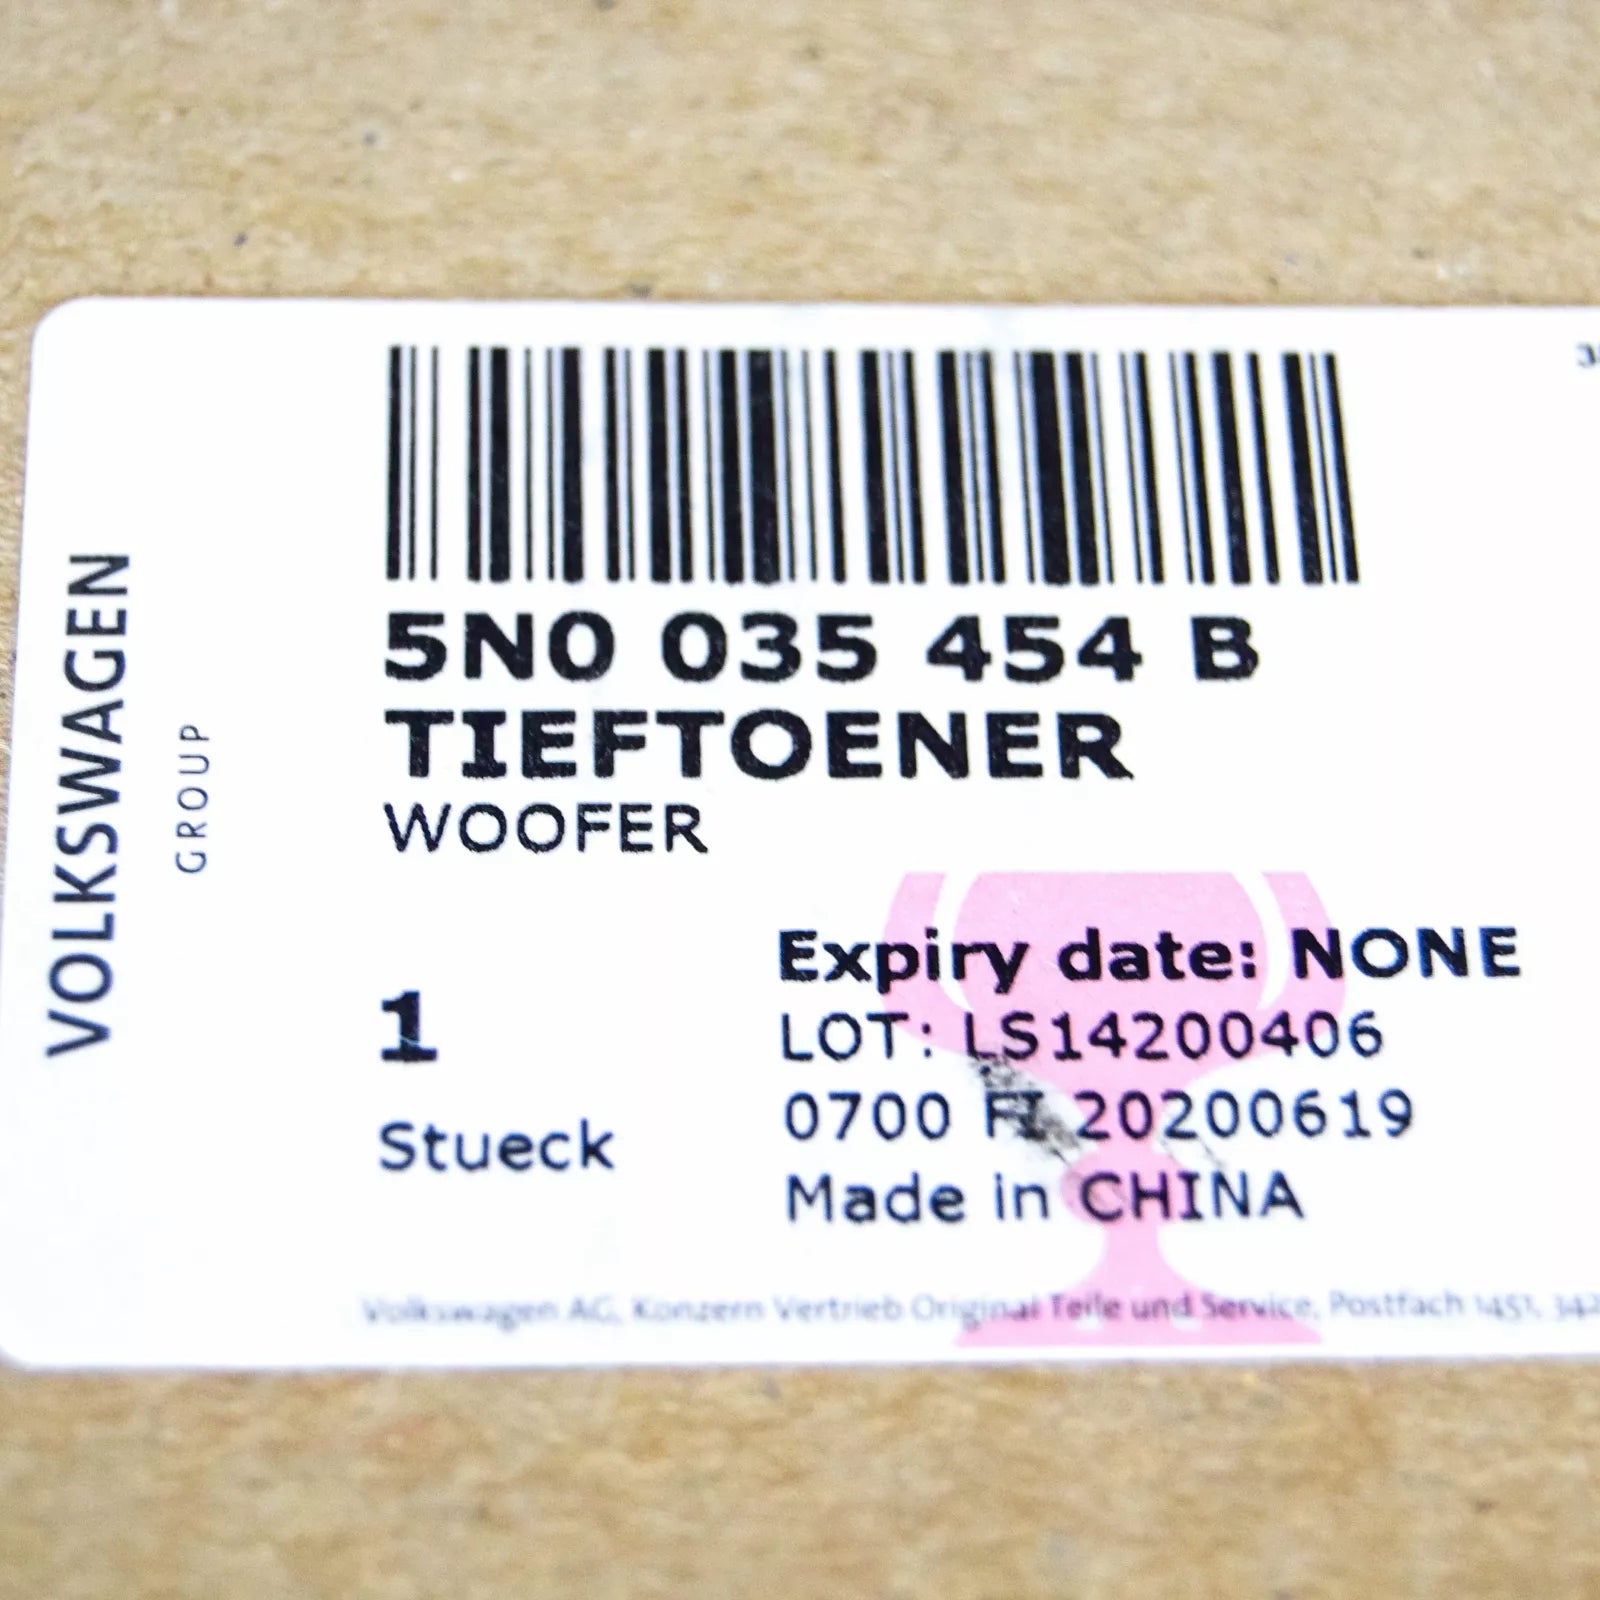 VOLKSWAGEN
GROUP
5N0 035 454 B
TIEFTOENER
WOOFER
1
Stueck
Expiry date: NONE
LOT: LS14200406
0700 FI 20200619
Made in CHINA
Volkswagen AG, Konzern Vertrieb Original Teile und Service, Postfach 1451,